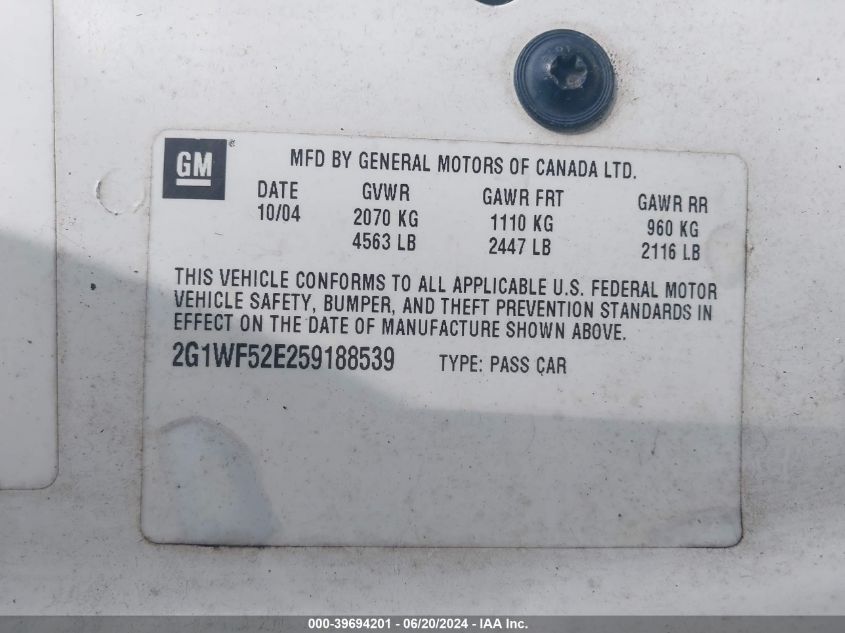 GM
MFD BY GENERAL MOTORS OF CANADA LTD.
DATE GVWR GAWR FRT GAWR RR
10/04 2070 KG 1110 KG 960 KG
4563 LB 2447 LB 2116 LB
THIS VEHICLE CONFORMS TO ALL APPLICABLE U.S. FEDERAL MOTOR
VEHICLE SAFETY, BUMPER, AND THEFT PREVENTION STANDARDS IN
EFFECT ON THE DATE OF MANUFACTURE SHOWN ABOVE.
2G1WF52E259188539 TYPE: PASS CAR
000-39694201 - 06/20/2024 - IAA Inc.